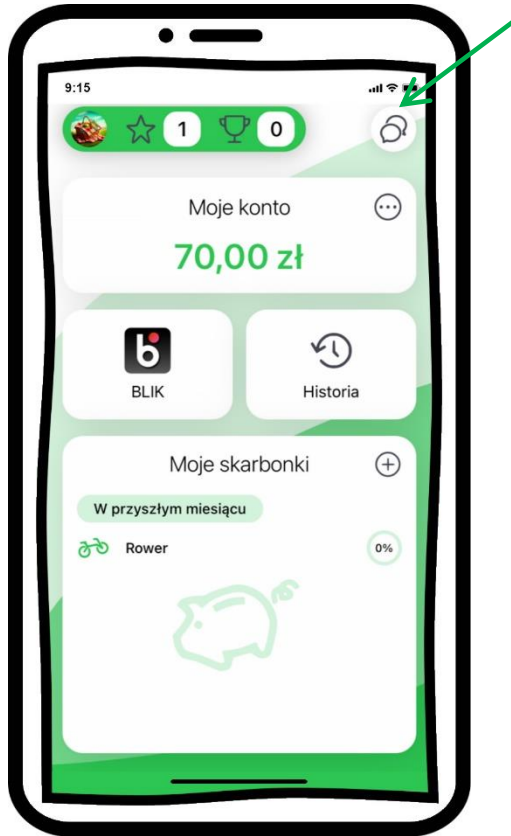 9:15
1 0
Moje konto
70,00 zł
BLIK Historia
Moje skarbonki
W przyszłym miesiącu
Rower 0%